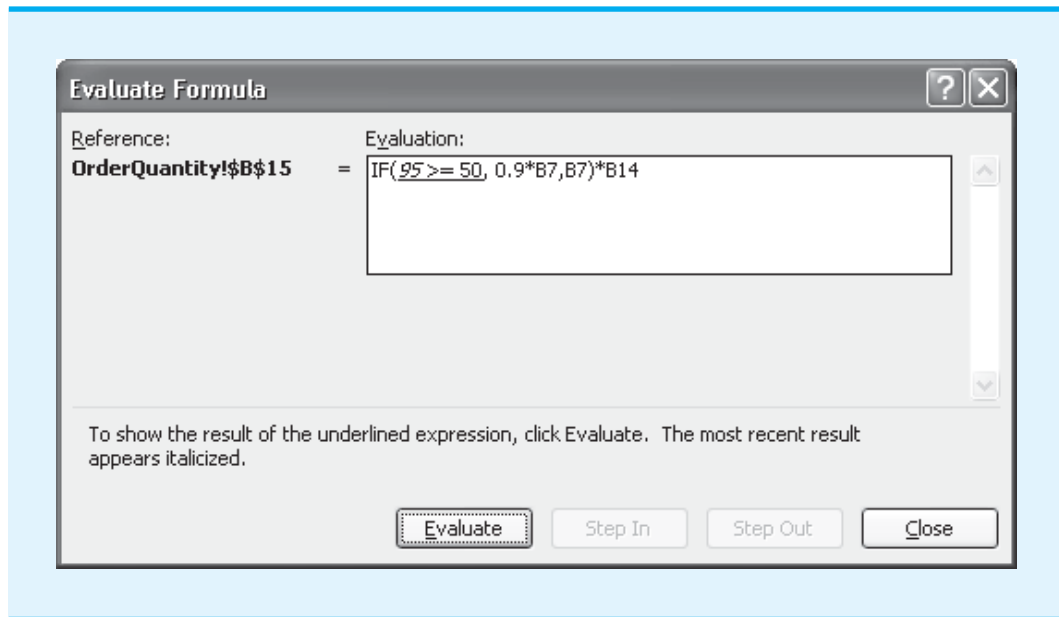 Evaluate Formula
Reference:
Evaluation:
OrderQuantity!$B$15 = IF(95 >= 50, 0.9*B7,B7)*B14
To show the result of the underlined expression, click Evaluate. The most recent result
appears italicized.
Evaluate Step In Step Out Close